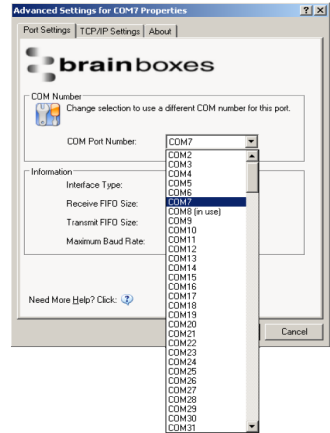 Advanced Settings for COM7 Properties
Port Settings
TCP/IP Settings
About
brainboxes
COM Number
Change selection to use a different COM number for this port.
COM Port Number:
COM7
COM2
COM3
COM4
COM5
COM6
COM7
COM8 (in use)
COM9
COM10
COM11
COM12
COM13
COM14
COM15
COM16
COM17
COM18
COM19
COM20
COM21
COM22
COM23
COM24
COM25
COM26
COM27
COM28
COM29
COM30
COM31
Information
Interface Type:
Receive FIFO Size:
Transmit FIFO Size:
Maximum Baud Rate:
Need More Help? Click:
Cancel